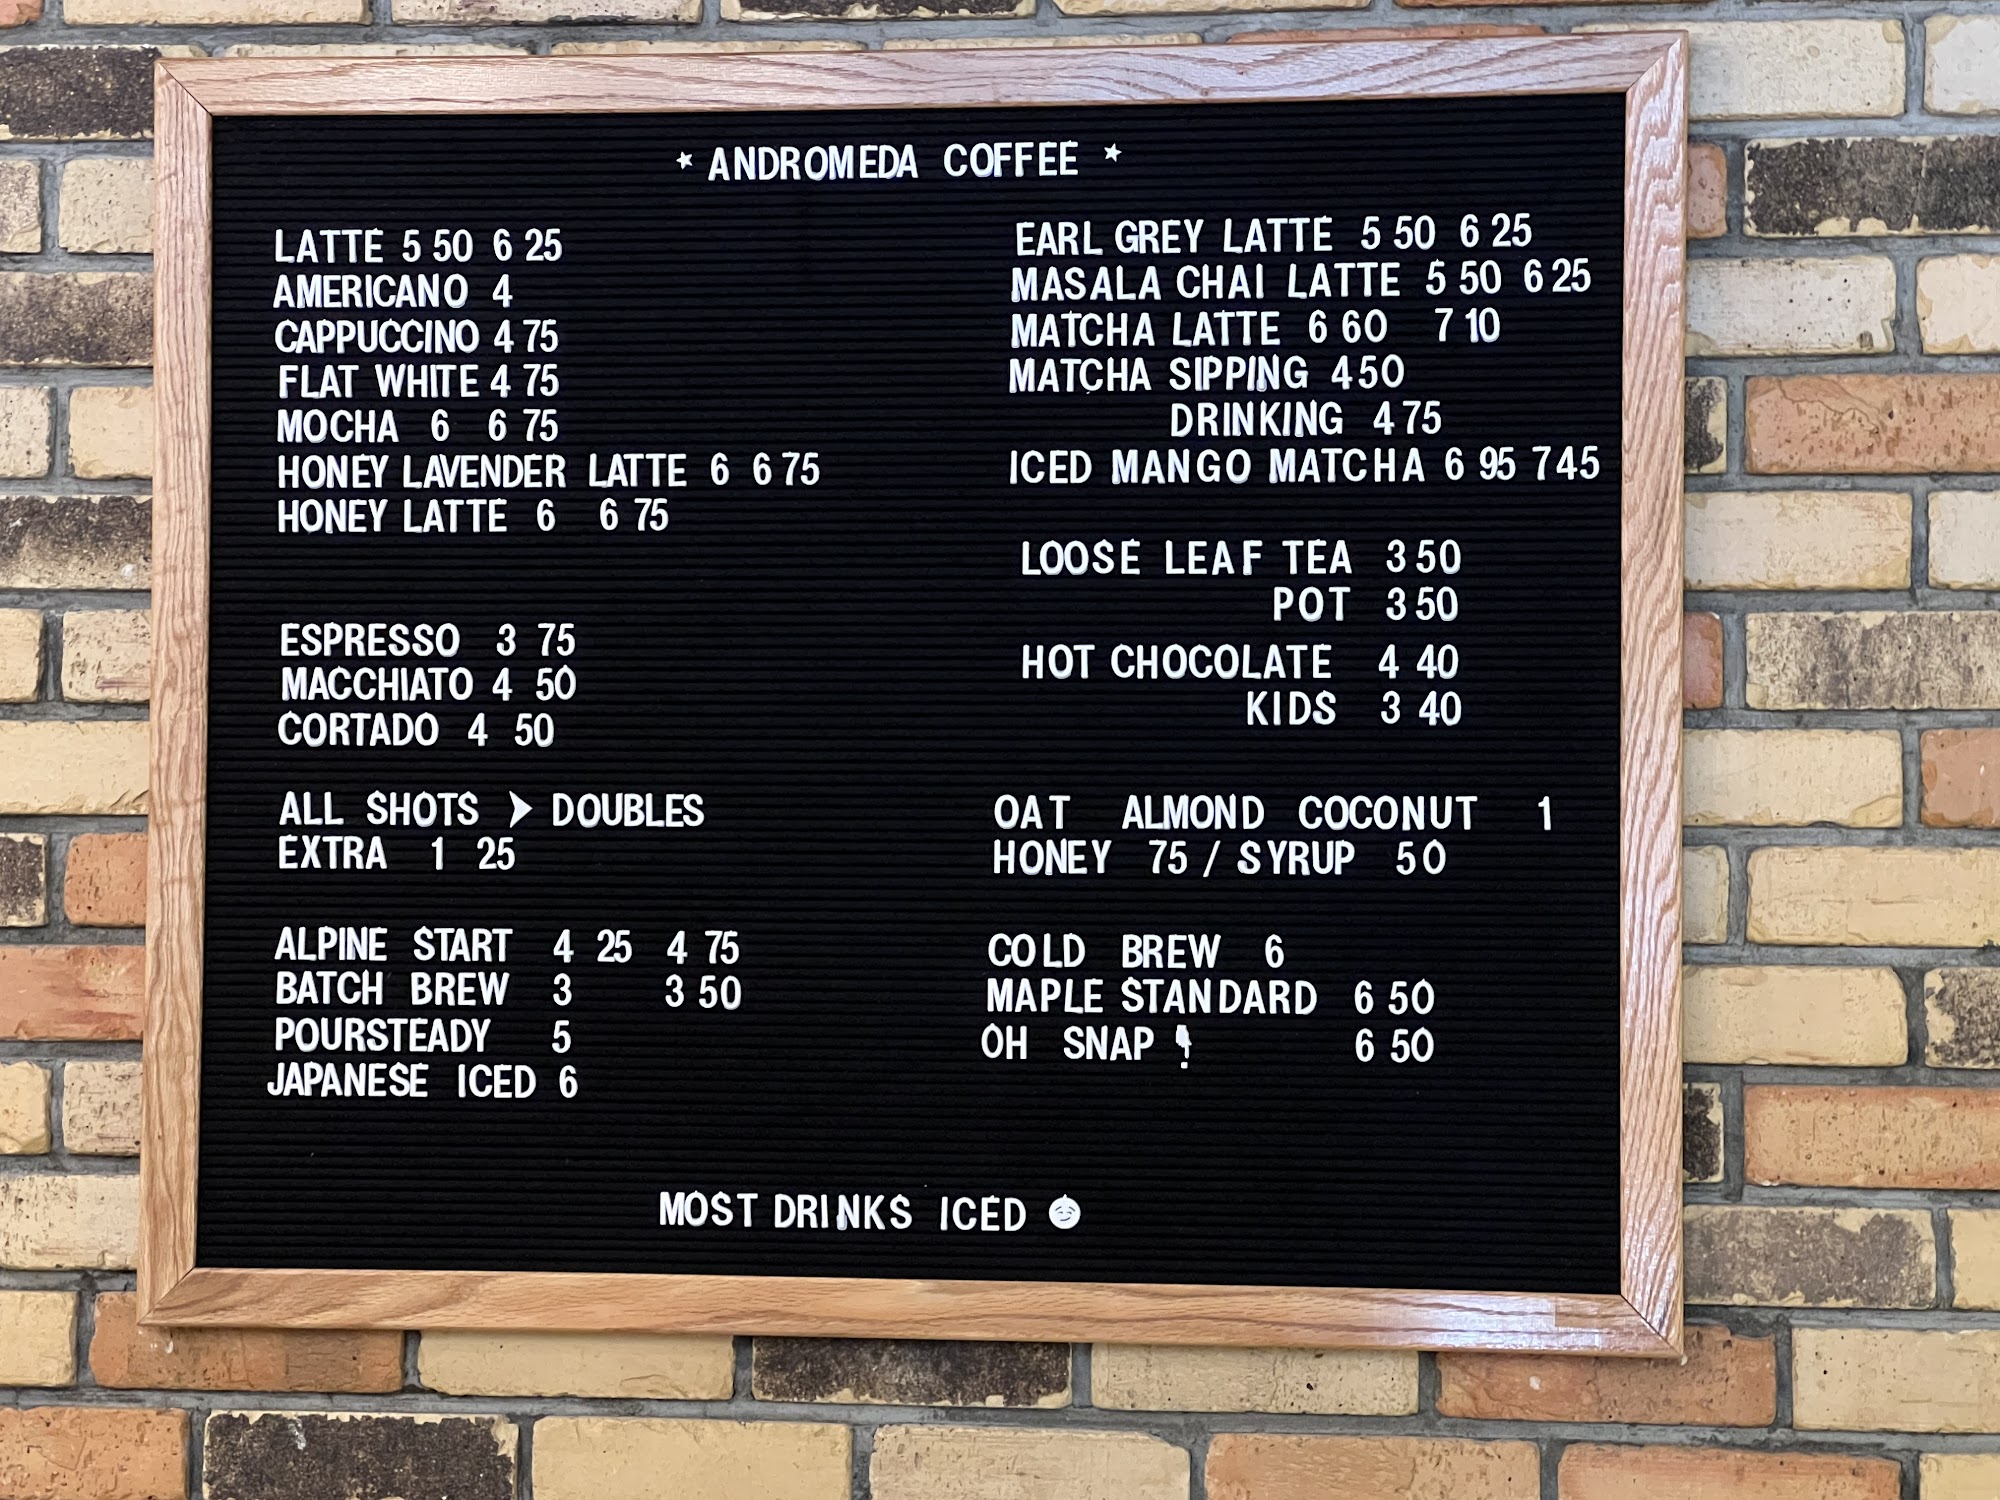 * ANDROMEDA COFFEE *
LATTE 5 50 6 25
AMERICANO 4
CAPPUCCINO 4 75
FLAT WHITE 4 75
MOCHA 6 6 75
HONEY LAVENDER LATTE 6 6 75
HONEY LATTE 6 6 75
ESPRESSO 3 75
MACCHIATO 4 50
CORTADO 4 50
ALL SHOTS ➤ DOUBLES
EXTRA 1 25
ALPINE START 4 25 4 75
BATCH BREW 3 3 50
POURSTEADY 5
JAPANESE ICED 6
EARL GREY LATTE 5 50 6 25
MASALA CHAI LATTE 5 50 6 25
MATCHA LATTE 6 60 7 10
MATCHA SIPPING 4 50
DRINKING 4 75
ICED MANGO MATCHA 6 95 7 45
LOOSE LEAF TEA 3 50
POT 3 50
HOT CHOCOLATE 4 40
KIDS 3 40
OAT ALMOND COCONUT 1
HONEY 75 / SYRUP 50
COLD BREW 6
MAPLE STANDARD 6 50
OH SNAP ! 6 50
MOST DRINKS ICED